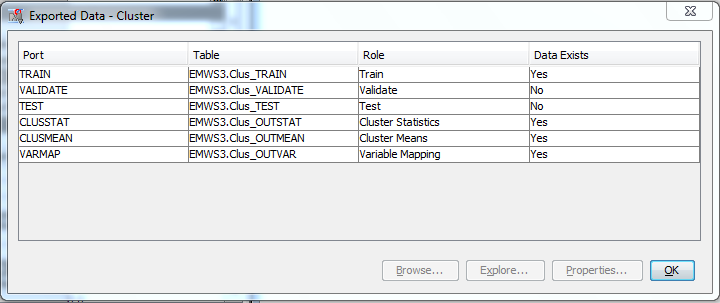 Exported Data - Cluster
Port Table Role Data Exists
TRAIN EMWS3.Clus_TRAIN Train Yes
VALIDATE EMWS3.Clus_VALIDATE Validate No
TEST EMWS3.Clus_TEST Test No
CLUSSTAT EMWS3.Clus_OUTSTAT Cluster Statistics Yes
CLUSMEAN EMWS3.Clus_OUTMEAN Cluster Means Yes
VARMAP EMWS3.Clus_OUTVAR Variable Mapping Yes
Browse... Explore... Properties... OK